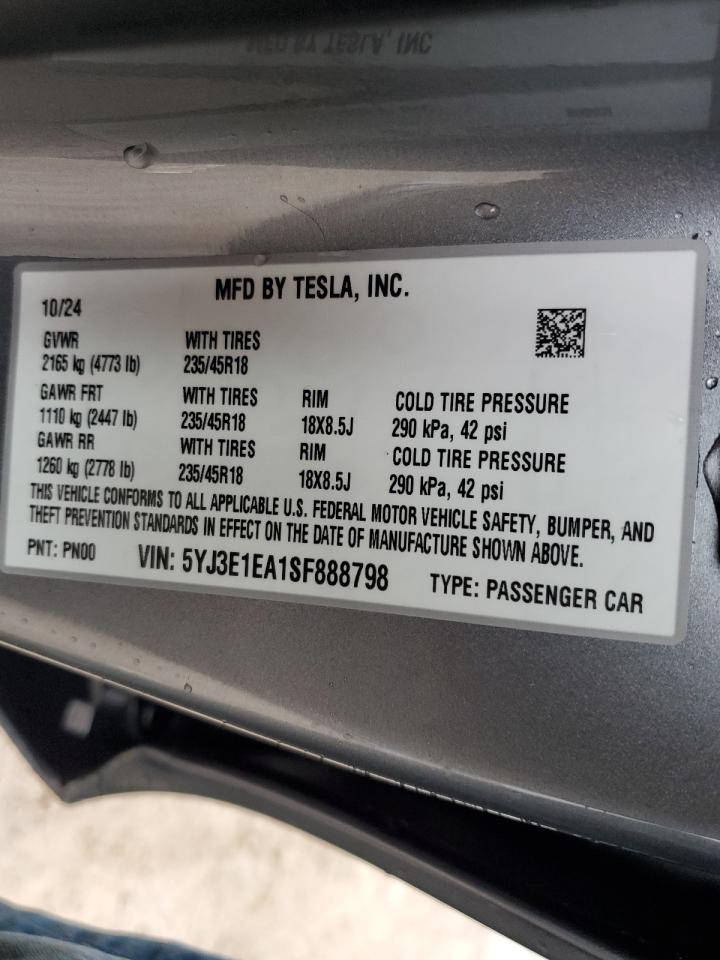 MFD BY TESLA, INC.
MFD BY TESLA, INC.
10/24
GVWR WITH TIRES
2165 kg (4773 lb) 235/45R18
GAWR FRT WITH TIRES RIM COLD TIRE PRESSURE
1110 kg (2447 lb) 235/45R18 18X8.5J 290 kPa, 42 psi
GAWR RR WITH TIRES RIM COLD TIRE PRESSURE
1260 kg (2778 lb) 235/45R18 18X8.5J 290 kPa, 42 psi
THIS VEHICLE CONFORMS TO ALL APPLICABLE U.S. FEDERAL MOTOR VEHICLE SAFETY, BUMPER, AND
THEFT PREVENTION STANDARDS IN EFFECT ON THE DATE OF MANUFACTURE SHOWN ABOVE.
PNT: PN00 VIN: 5YJ3E1EA1SF888798 TYPE: PASSENGER CAR